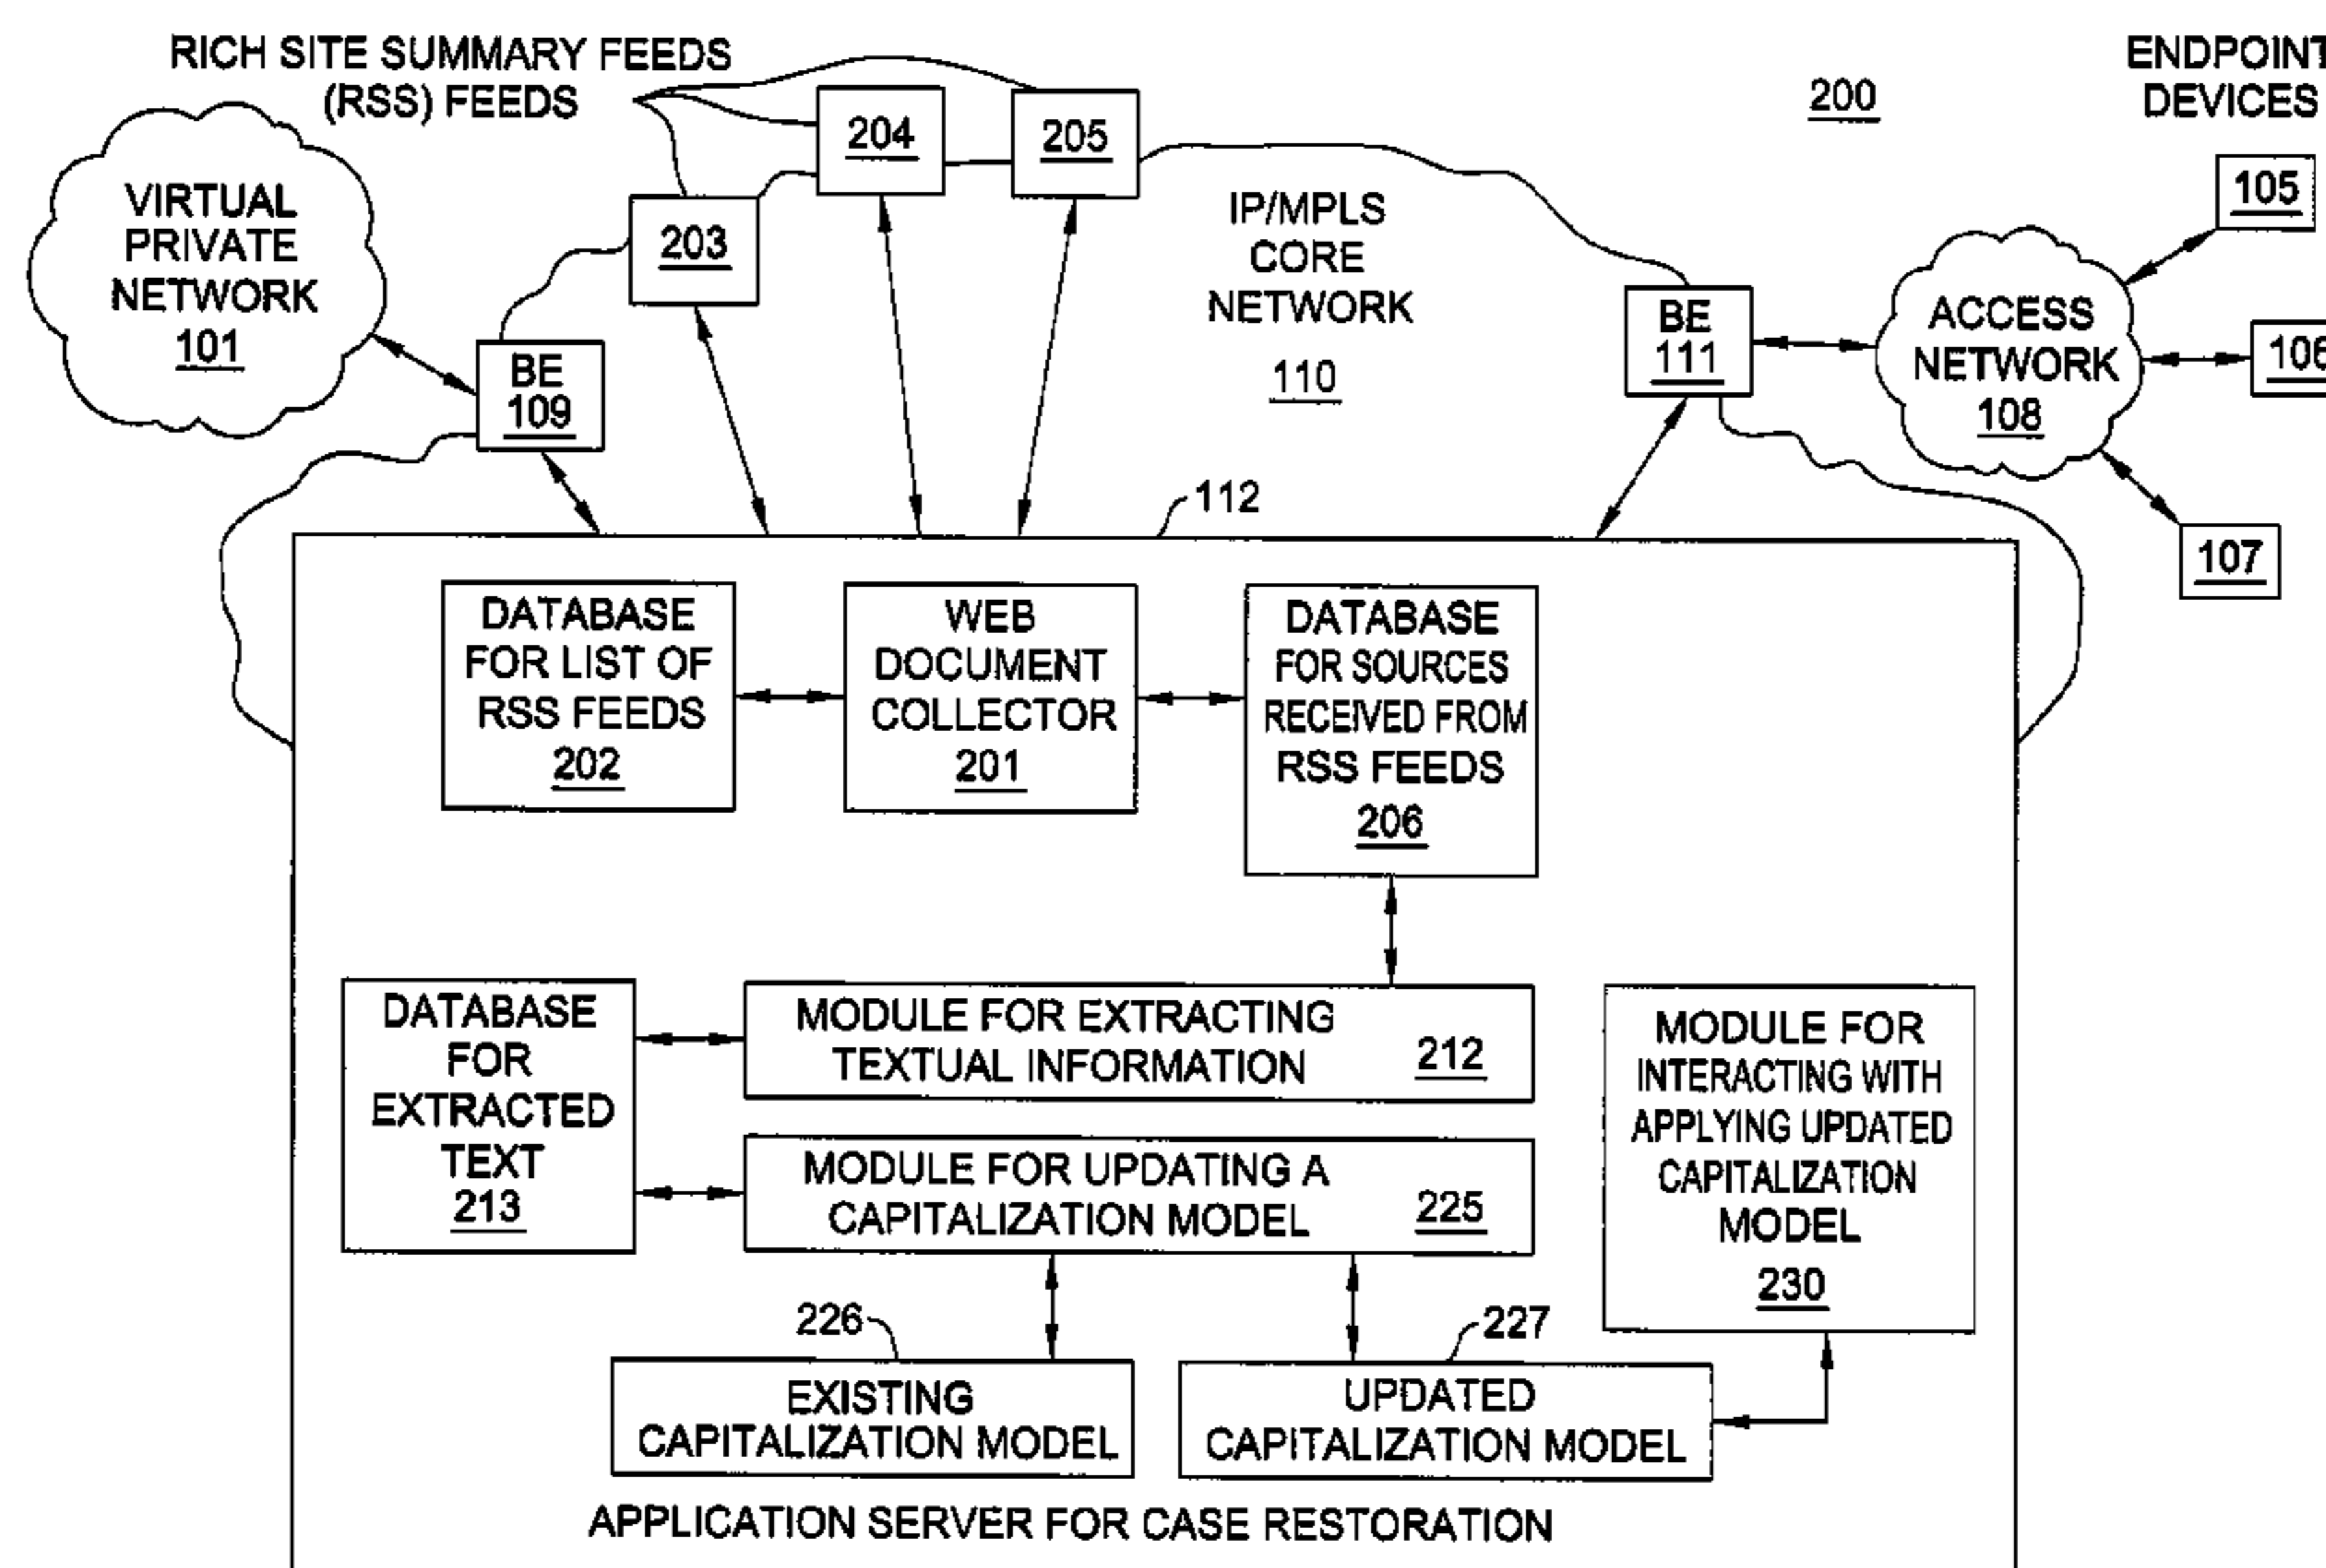 RICH SITE SUMMARY FEEDS
(RSS) FEEDS
200
ENDPOINT
DEVICES
VIRTUAL
PRIVATE
NETWORK
101
203
204
205
IP/MPLS
CORE
NETWORK
110
BE
109
BE
111
ACCESS
NETWORK
108
105
106
107
112
DATABASE
FOR LIST OF
RSS FEEDS
202
WEB
DOCUMENT
COLLECTOR
201
DATABASE
FOR SOURCES
RECEIVED FROM
RSS FEEDS
206
DATABASE
FOR
EXTRACTED
TEXT
213
MODULE FOR EXTRACTING
TEXTUAL INFORMATION
212
MODULE FOR UPDATING A
CAPITALIZATION MODEL
225
MODULE FOR
INTERACTING WITH
APPLYING UPDATED
CAPITALIZATION
MODEL
230
226
EXISTING
CAPITALIZATION MODEL
227
UPDATED
CAPITALIZATION MODEL
APPLICATION SERVER FOR CASE RESTORATION